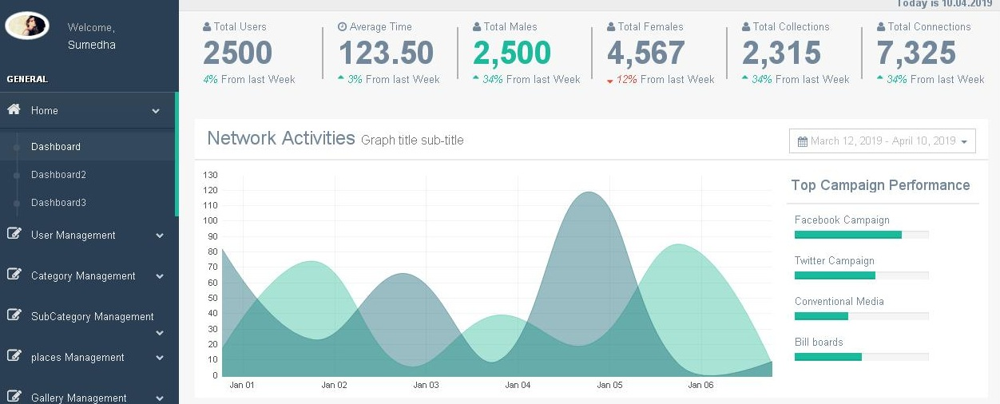 Today is 10.04.2019
Welcome,
Sumedha
GENERAL
Home
Dashboard
Dashboard2
Dashboard3
User Management
Category Management
SubCategory Management
places Management
Gallery Management
Total Users
2500
4% From last Week
Average Time
123.50
3% From last Week
Total Males
2,500
34% From last Week
Total Females
4,567
12% From last Week
Total Collections
2,315
34% From last Week
Total Connections
7,325
34% From last Week
Network Activities Graph title sub-title
March 12, 2019 - April 10, 2019
130
120
110
100
90
80
70
60
50
40
30
20
10
0
Jan 01
Jan 02
Jan 03
Jan 04
Jan 05
Jan 06
Top Campaign Performance
Facebook Campaign
Twitter Campaign
Conventional Media
Bill boards